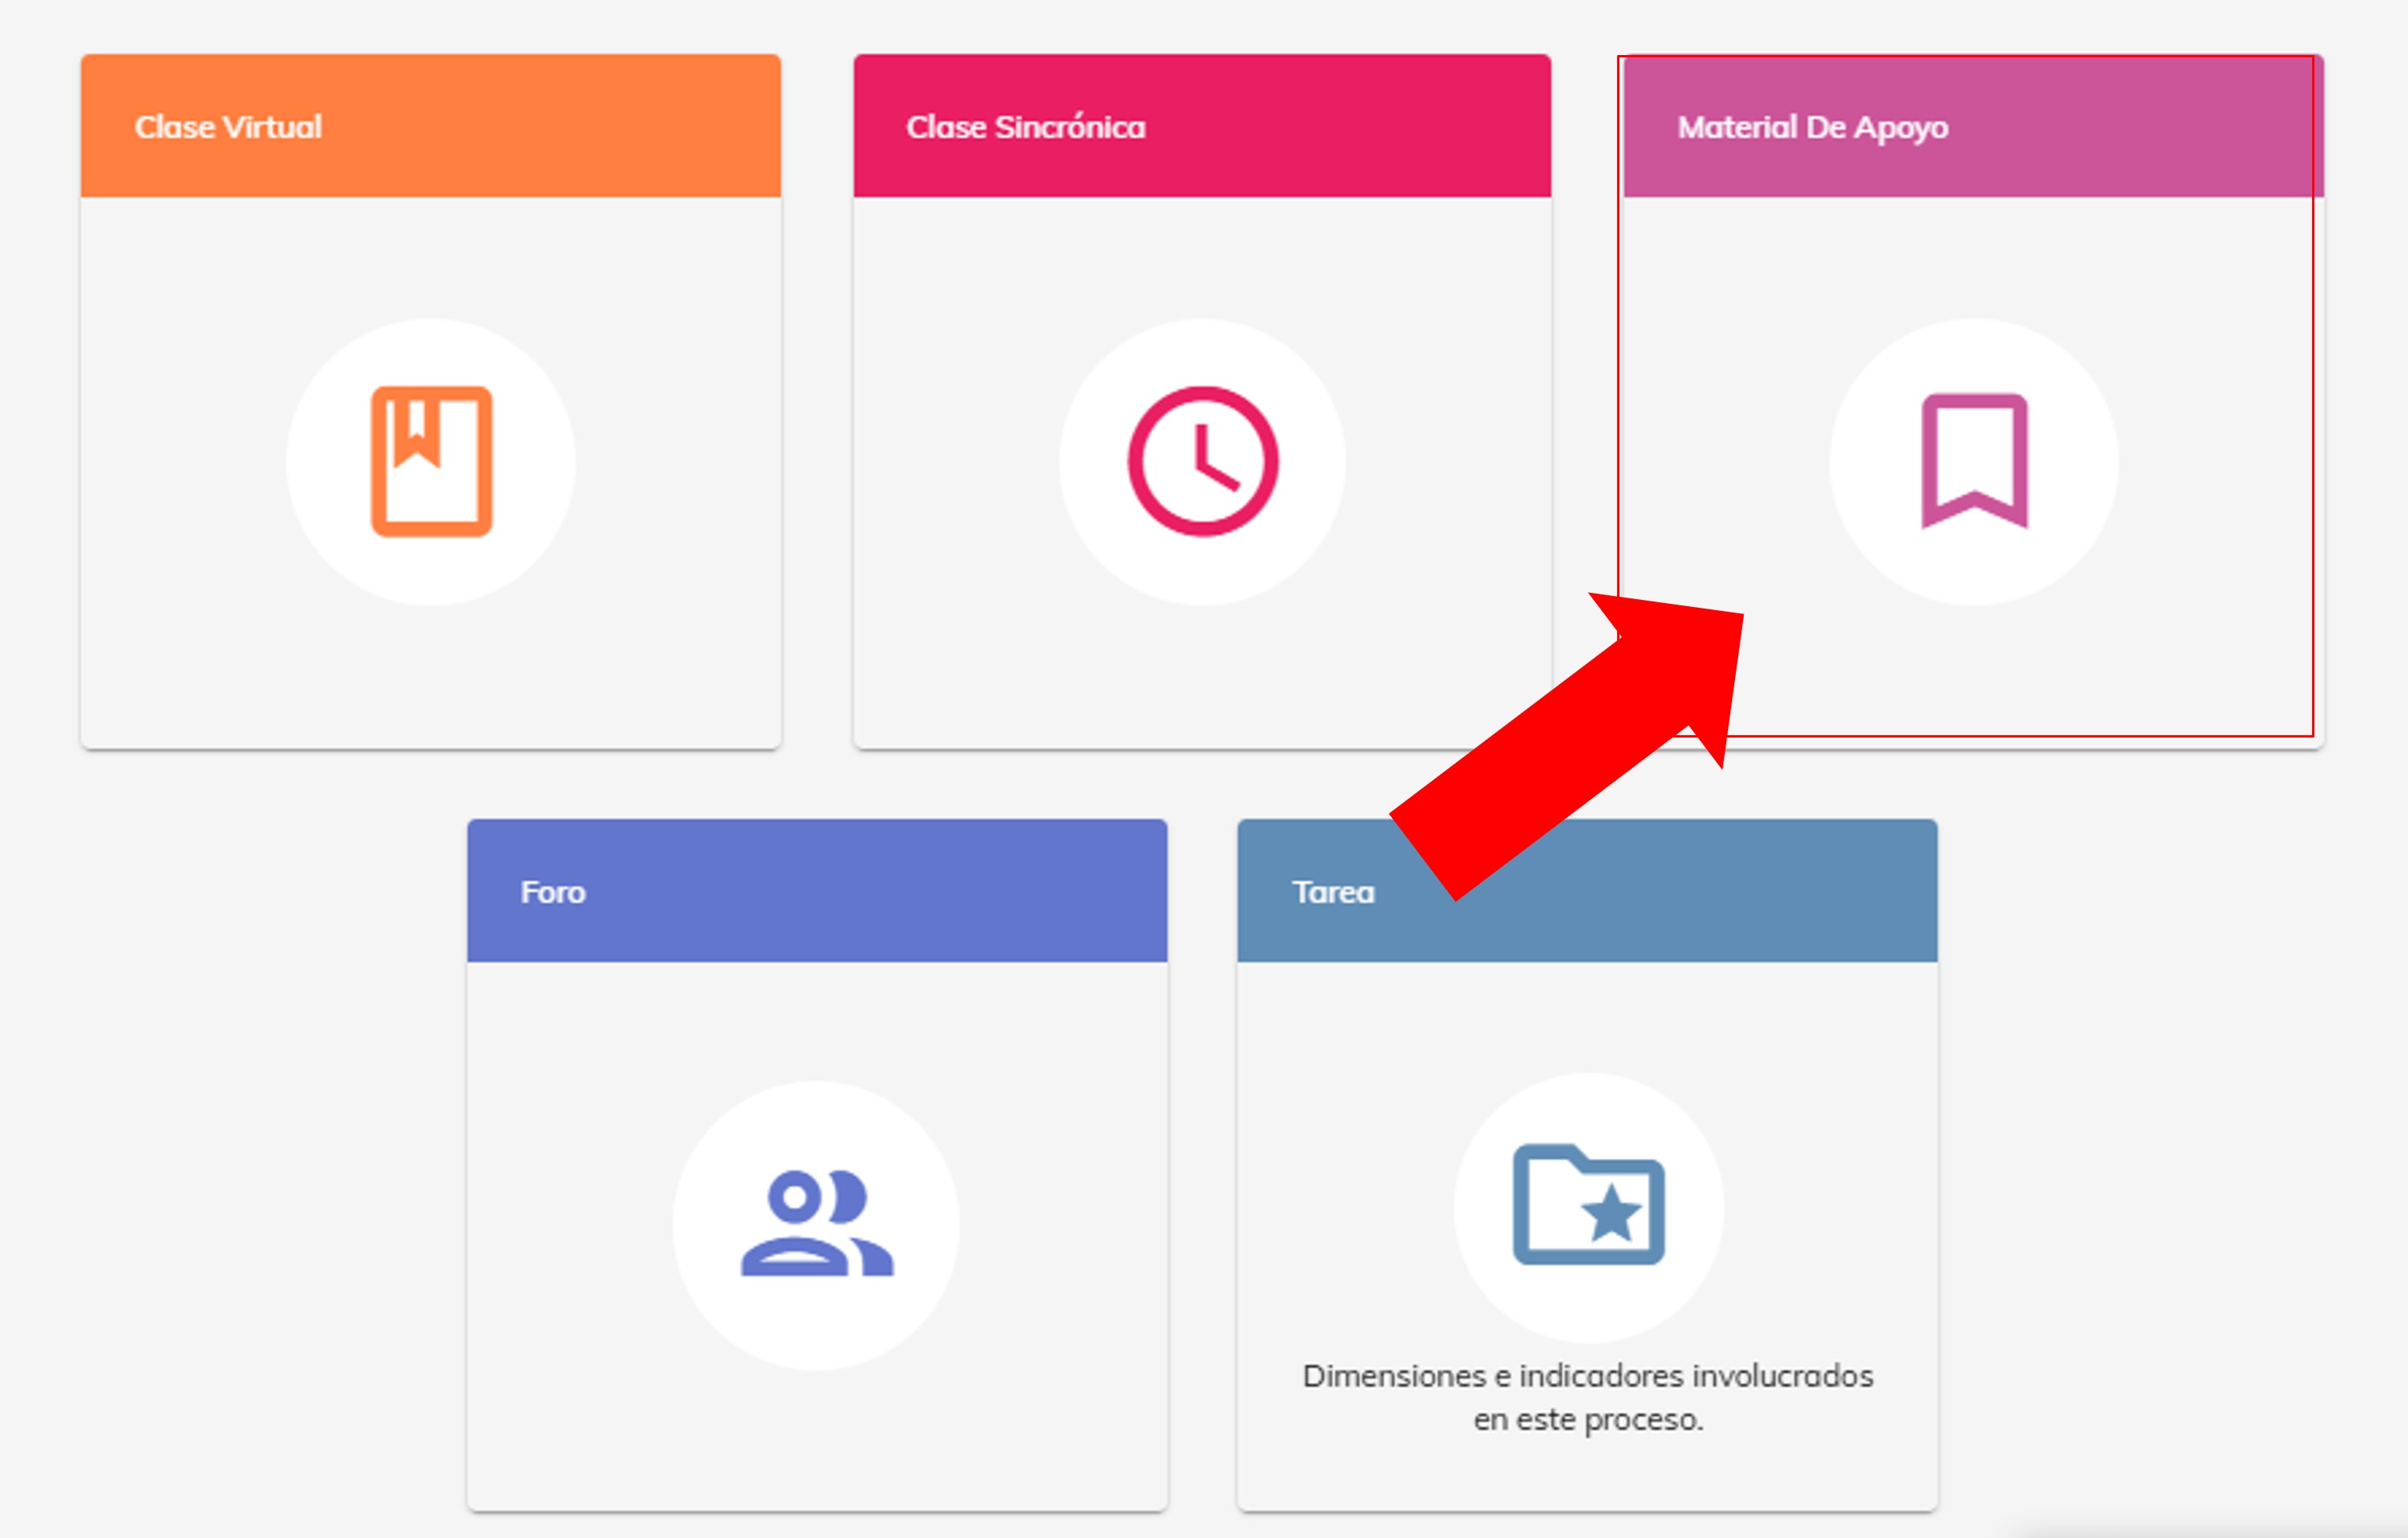 Clase Virtual
Clase Sincrónica
Material De Apoyo
Foro
Tarea
Dimensiones e indicadores involucrados
en este proceso.